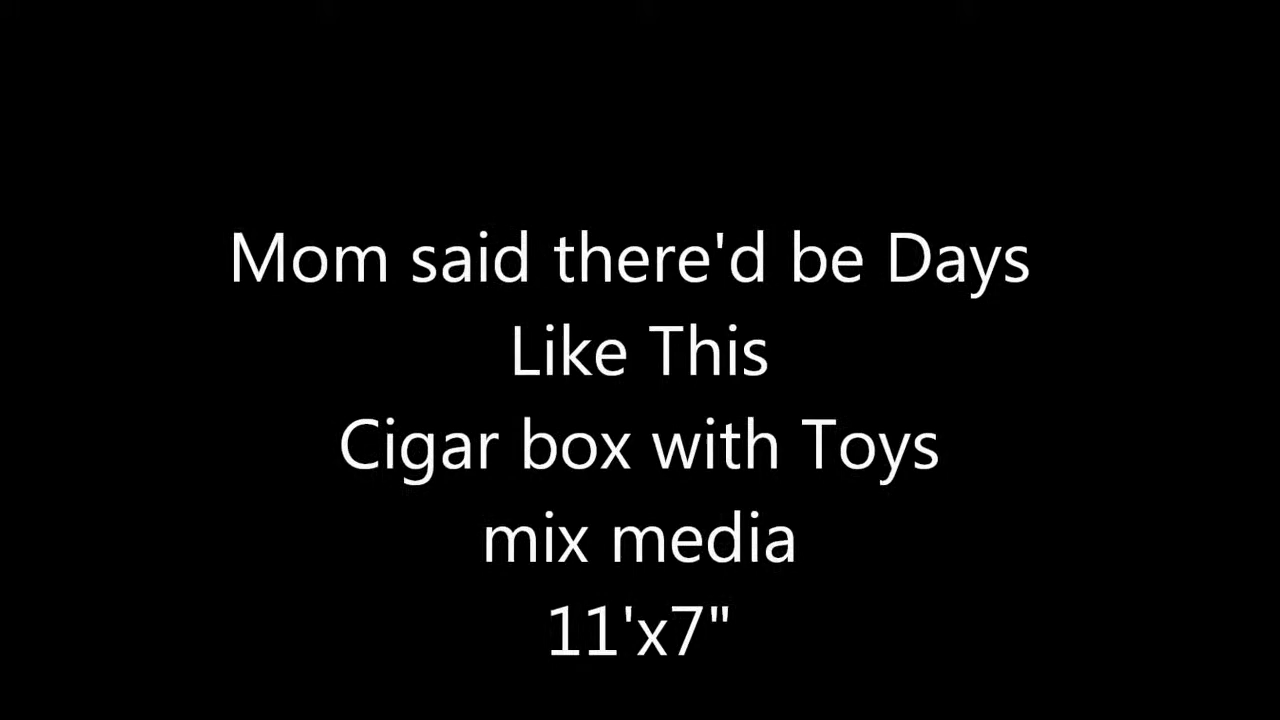 Mom said there'd be Days
Like This
Cigar box with Toys
mix media
11'x7"